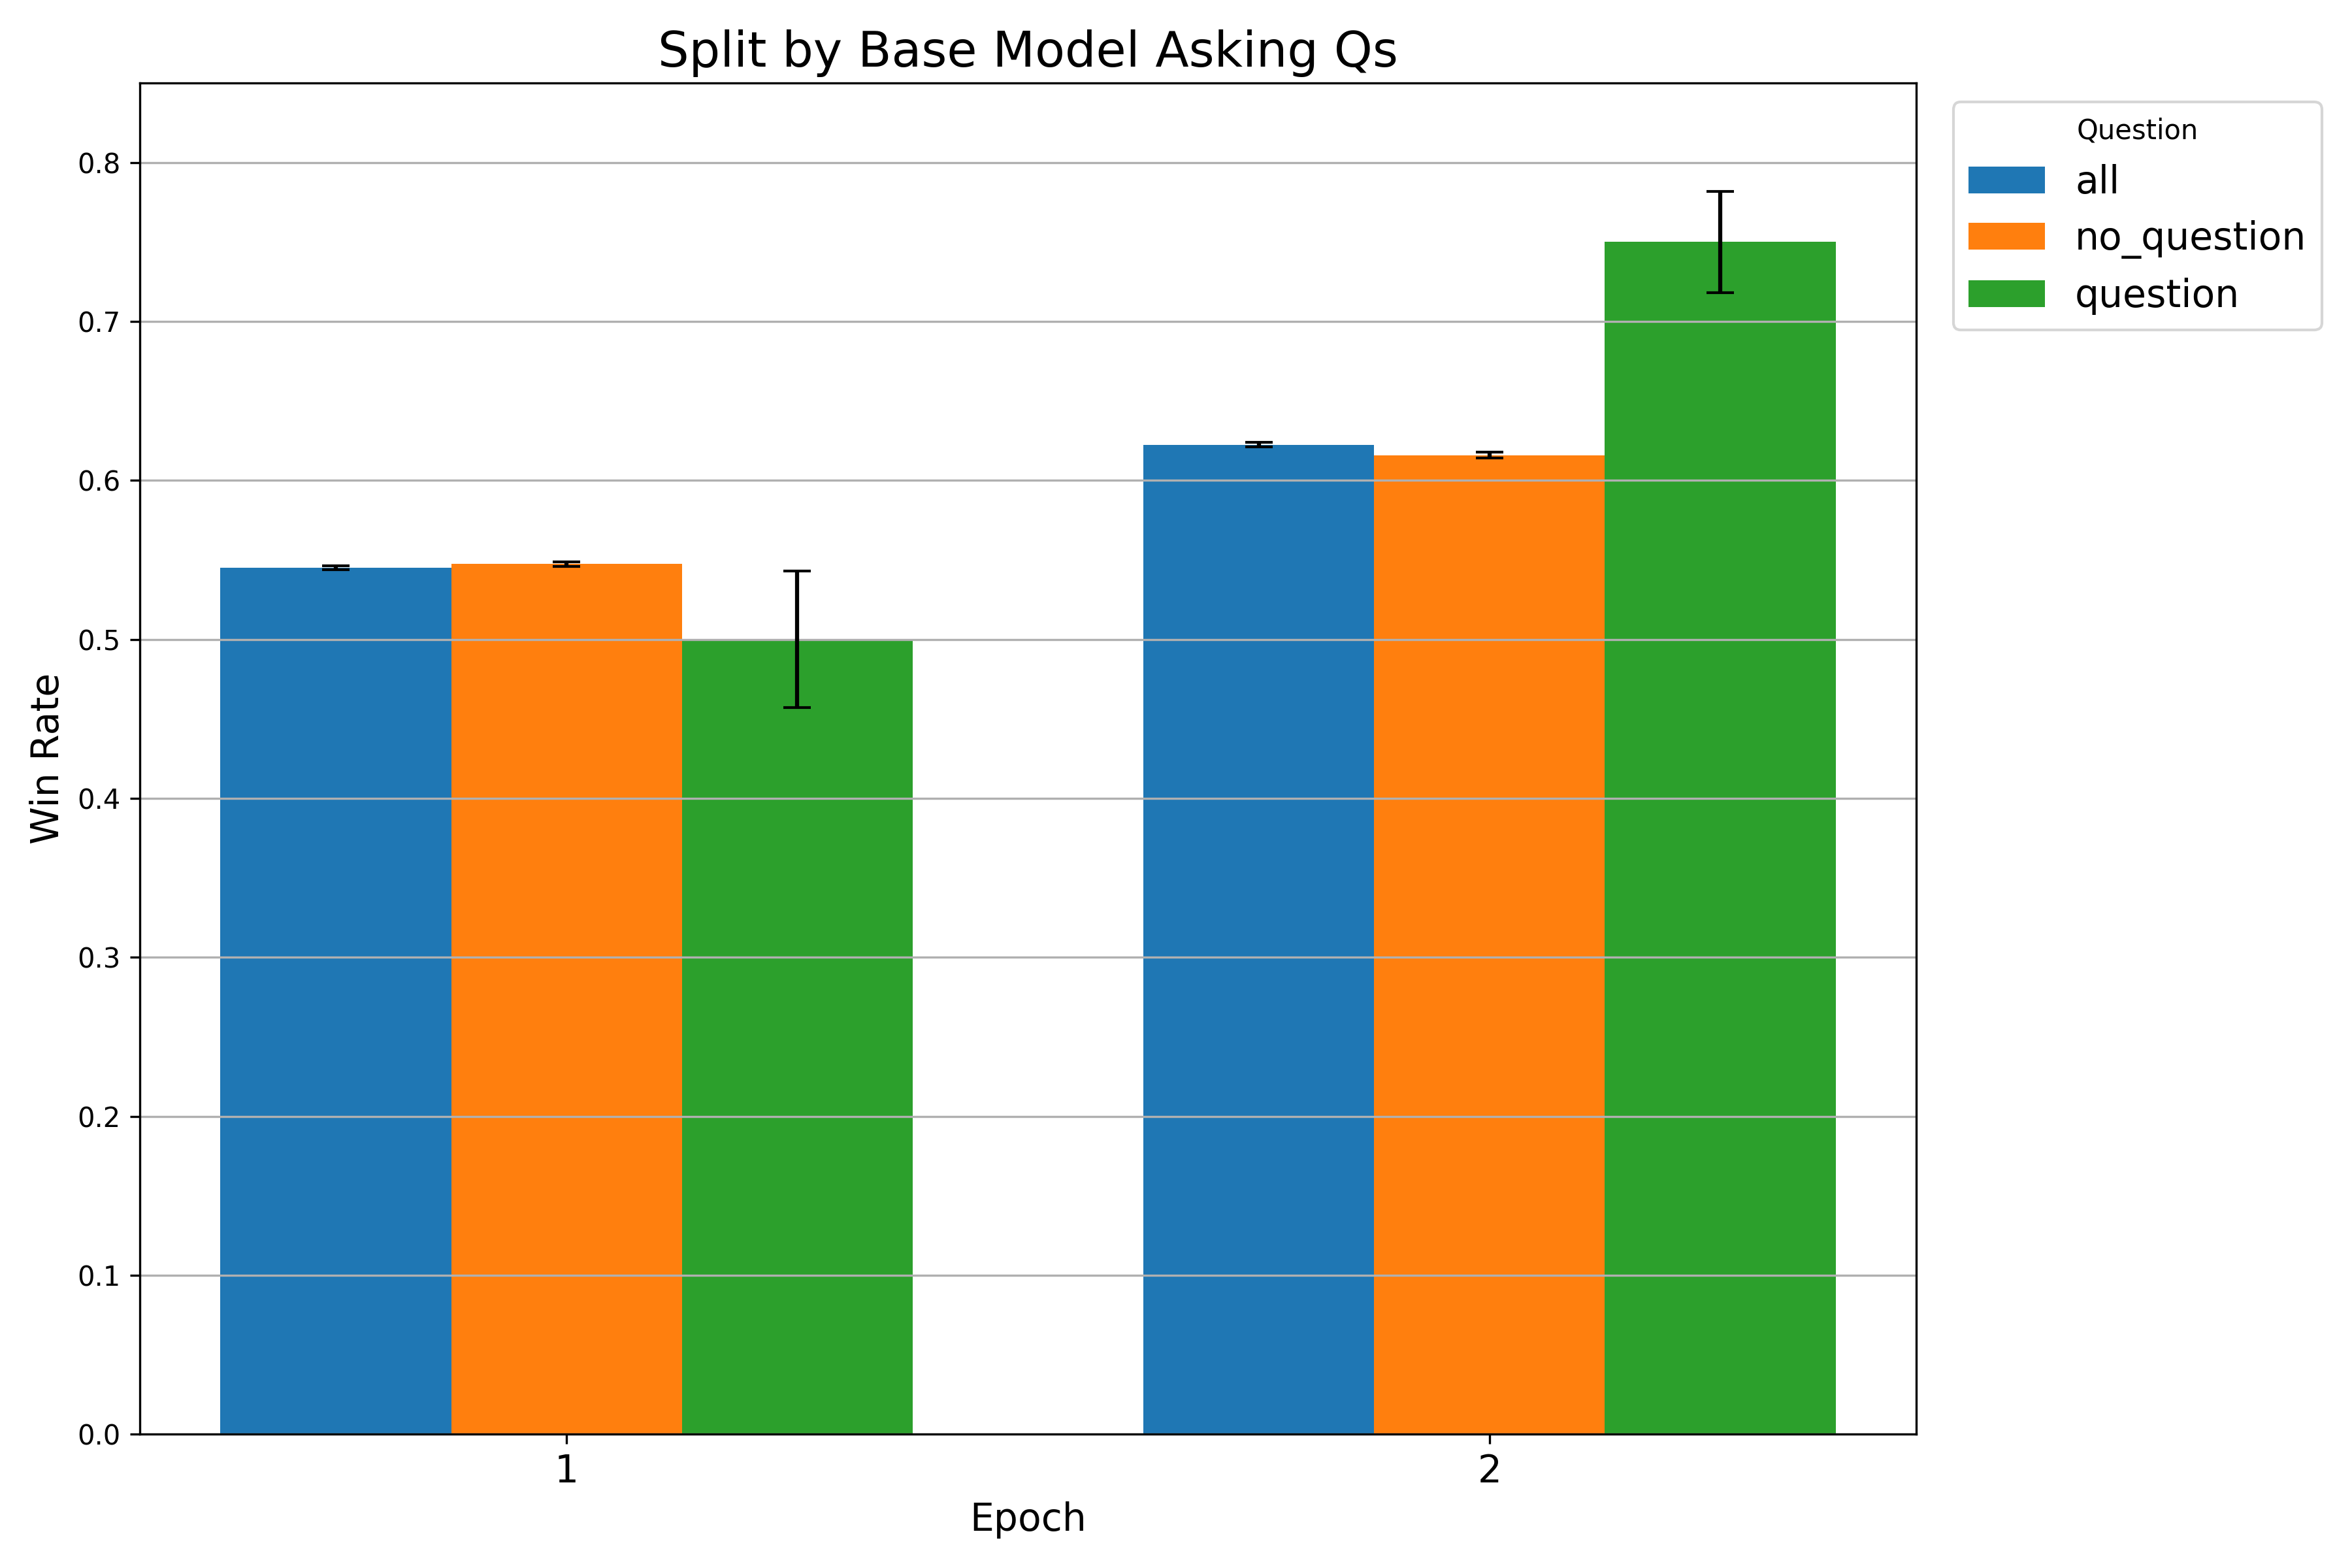 Split by Base Model Asking Qs
Question
all
no_question
question
Win Rate
0.8
0.7
0.6
0.5
0.4
0.3
0.2
0.1
0.0
1
2
Epoch